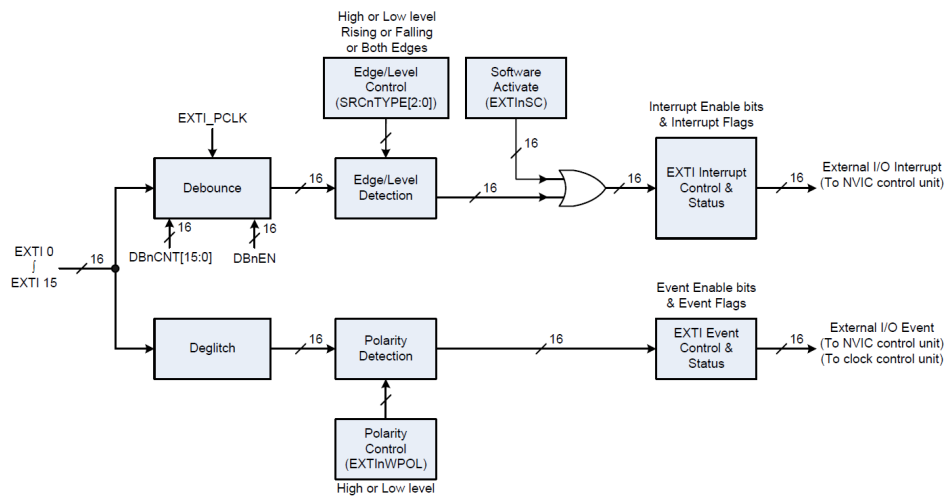 High or Low level
Rising or Falling
or Both Edges
Edge/Level
Control
(SRCnTYPE[2:0])
Software
Activate
(EXTInSC)
Interrupt Enable bits
& Interrupt Flags
EXTI_PCLK
16
Debounce
16
Edge/Level
Detection
16
16
EXTI Interrupt
Control &
Status
16
External I/O Interrupt
(To NVIC control unit)
16
16
DBnCNT[15:0]
DBnEN
EXTI 0
∫
EXTI 15
16
Event Enable bits
& Event Flags
Deglitch
16
Polarity
Detection
16
EXTI Event
Control &
Status
16
External I/O Event
(To NVIC control unit)
(To clock control unit)
Polarity
Control
(EXTInWPOL)
High or Low level